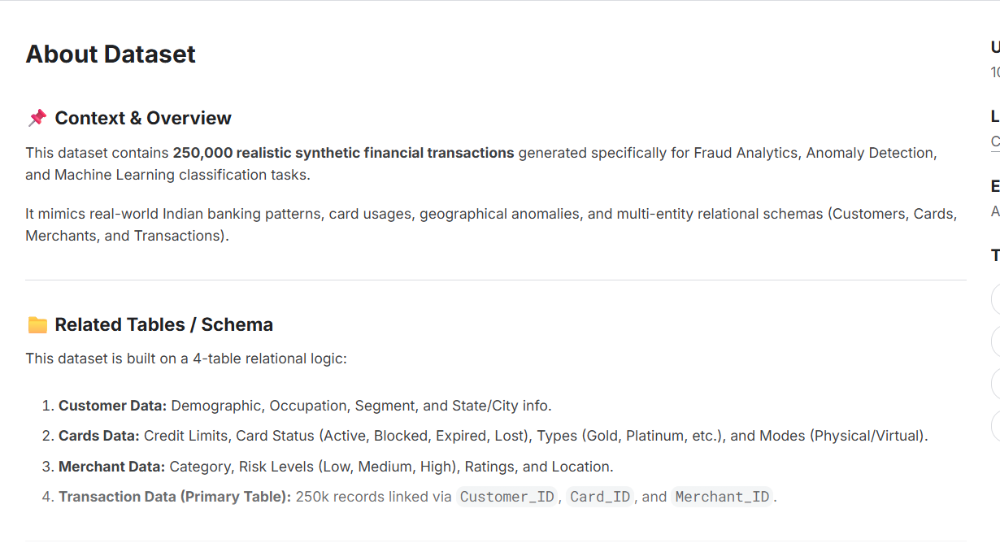 About Dataset
📌 Context & Overview
This dataset contains 250,000 realistic synthetic financial transactions generated specifically for Fraud Analytics, Anomaly Detection,
and Machine Learning classification tasks.
It mimics real-world Indian banking patterns, card usages, geographical anomalies, and multi-entity relational schemas (Customers, Cards,
Merchants, and Transactions).
📁 Related Tables / Schema
This dataset is built on a 4-table relational logic:
1. Customer Data: Demographic, Occupation, Segment, and State/City info.
2. Cards Data: Credit Limits, Card Status (Active, Blocked, Expired, Lost), Types (Gold, Platinum, etc.), and Modes (Physical/Virtual).
3. Merchant Data: Category, Risk Levels (Low, Medium, High), Ratings, and Location.
4. Transaction Data (Primary Table): 250k records linked via Customer_ID, Card_ID, and Merchant_ID.